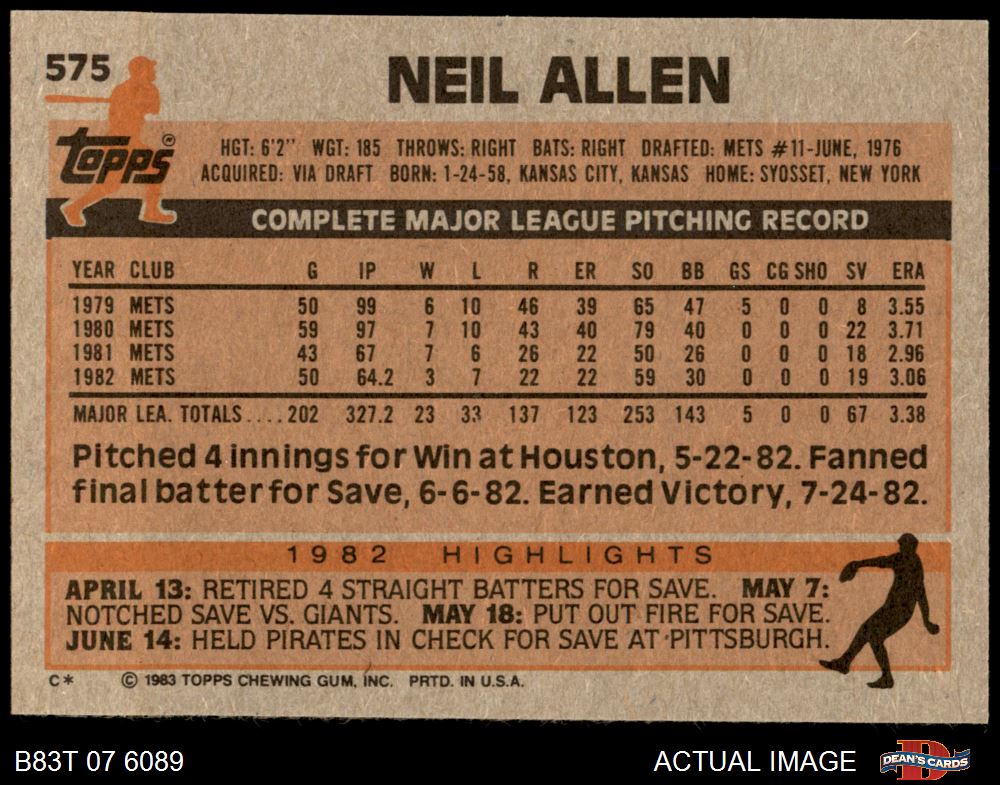 575
NEIL ALLEN
Topps®
HGT: 6'2" WGT: 185 THROWS: RIGHT BATS: RIGHT DRAFTED: METS #11-JUNE, 1976
ACQUIRED: VIA DRAFT BORN: 1-24-58, KANSAS CITY, KANSAS HOME: SYOSSET, NEW YORK
COMPLETE MAJOR LEAGUE PITCHING RECORD
YEAR CLUB G IP W L R ER SO BB GS CG SHO SV ERA
1979 METS 50 99 6 10 46 39 65 47 5 0 0 8 3.55
1980 METS 59 97 7 10 43 40 79 40 0 0 0 22 3.71
1981 METS 43 67 7 6 26 22 50 26 0 0 0 18 2.96
1982 METS 50 64.2 3 7 22 22 59 30 0 0 0 19 3.06
MAJOR LEA. TOTALS....202 327.2 23 33 137 123 253 143 5 0 0 67 3.38
Pitched 4 innings for Win at Houston, 5-22-82. Fanned
final batter for Save, 6-6-82. Earned Victory, 7-24-82.
1982 HIGHLIGHTS
APRIL 13: RETIRED 4 STRAIGHT BATTERS FOR SAVE. MAY 7:
NOTCHED SAVE VS. GIANTS. MAY 18: PUT OUT FIRE FOR SAVE.
JUNE 14: HELD PIRATES IN CHECK FOR SAVE AT PITTSBURGH.
C* © 1983 TOPPS CHEWING GUM, INC. PRTD. IN U.S.A.
B83T 07 6089 ACTUAL IMAGE
D DEAN'S CARDS